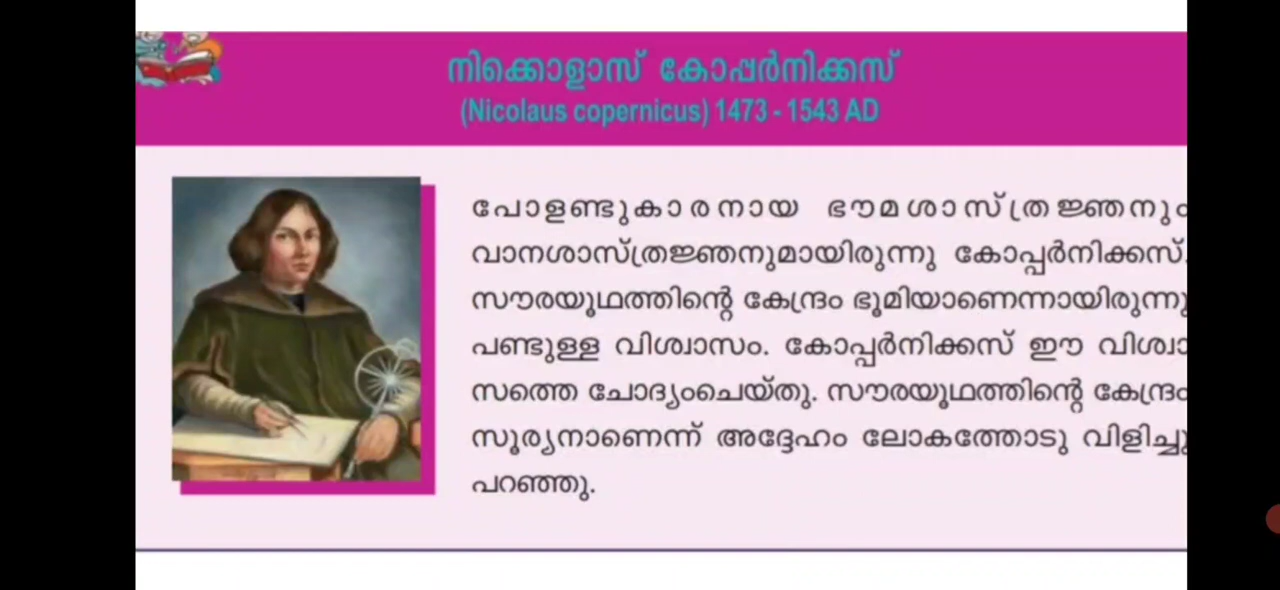 നിക്കൊളാസ് കോപ്പർനിക്കസ്
(Nicolaus copernicus) 1473 - 1543 AD
പോളണ്ടുകാരനായ ഭൗമശാസ്ത്രജ്ഞനും
വാനശാസ്ത്രജ്ഞനുമായിരുന്നു കോപ്പർനിക്കസ്.
സൗരയൂഥത്തിന്റെ കേന്ദ്രം ഭൂമിയാണെന്നായിരുന്നു
പണ്ടുള്ള വിശ്വാസം. കോപ്പർനിക്കസ് ഈ വിശ്വാ
സത്തെ ചോദ്യംചെയ്തു. സൗരയൂഥത്തിന്റെ കേന്ദ്രം
സൂര്യനാണെന്ന് അദ്ദേഹം ലോകത്തോടു വിളിച്ചു
പറഞ്ഞു.